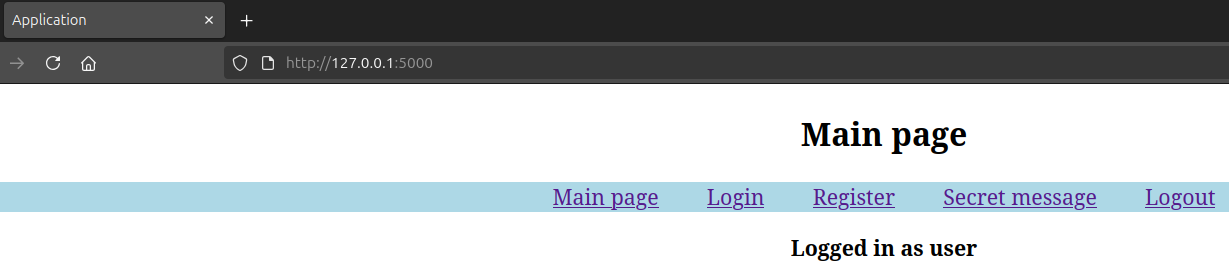 Application
http://127.0.0.1:5000
Main page
Main page Login Register Secret message Logout
Logged in as user